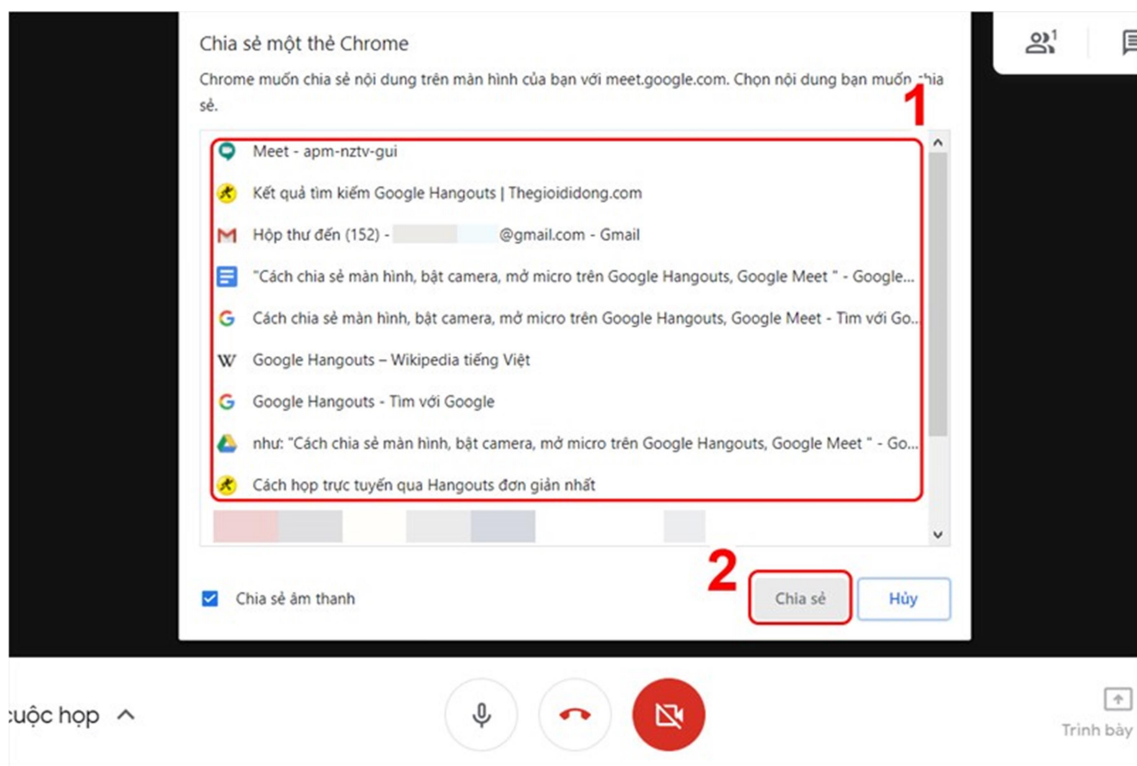 Chia sẻ một thẻ Chrome
1
Chrome muốn chia sẻ nội dung trên màn hình của bạn với meet.google.com. Chọn nội dung bạn muốn chia
sẻ.
1
Meet - apm-nztv-gui
Kết quả tìm kiếm Google Hangouts | Thegioididong.com
Hộp thư đến (152) - @gmail.com - Gmail
"Cách chia sẻ màn hình, bật camera, mở micro trên Google Hangouts, Google Meet " - Google...
Cách chia sẻ màn hình, bật camera, mở micro trên Google Hangouts, Google Meet - Tìm với Go...
W Google Hangouts – Wikipedia tiếng Việt
Google Hangouts - Tìm với Google
như: "Cách chia sẻ màn hình, bật camera, mở micro trên Google Hangouts, Google Meet " - Go...
Cách họp trực tuyến qua Hangouts đơn giản nhất
2
Chia sẻ âm thanh
Chia sẻ
Hủy
cuộc họp
Trình bày